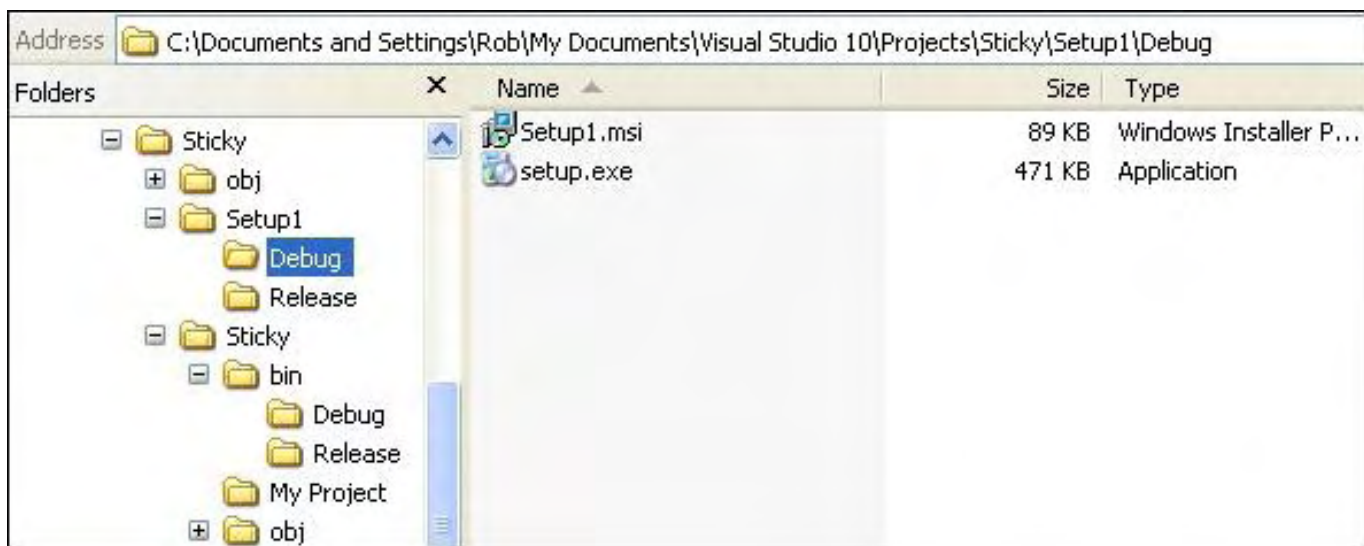 Address C:\Documents and Settings\Rob\My Documents\Visual Studio 10\Projects\Sticky\Setup1\Debug
Folders
Sticky
obj
Setup1
Debug
Release
Sticky
bin
Debug
Release
My Project
obj
Name Size Type
Setup1.msi 89 KB Windows Installer P...
setup.exe 471 KB Application